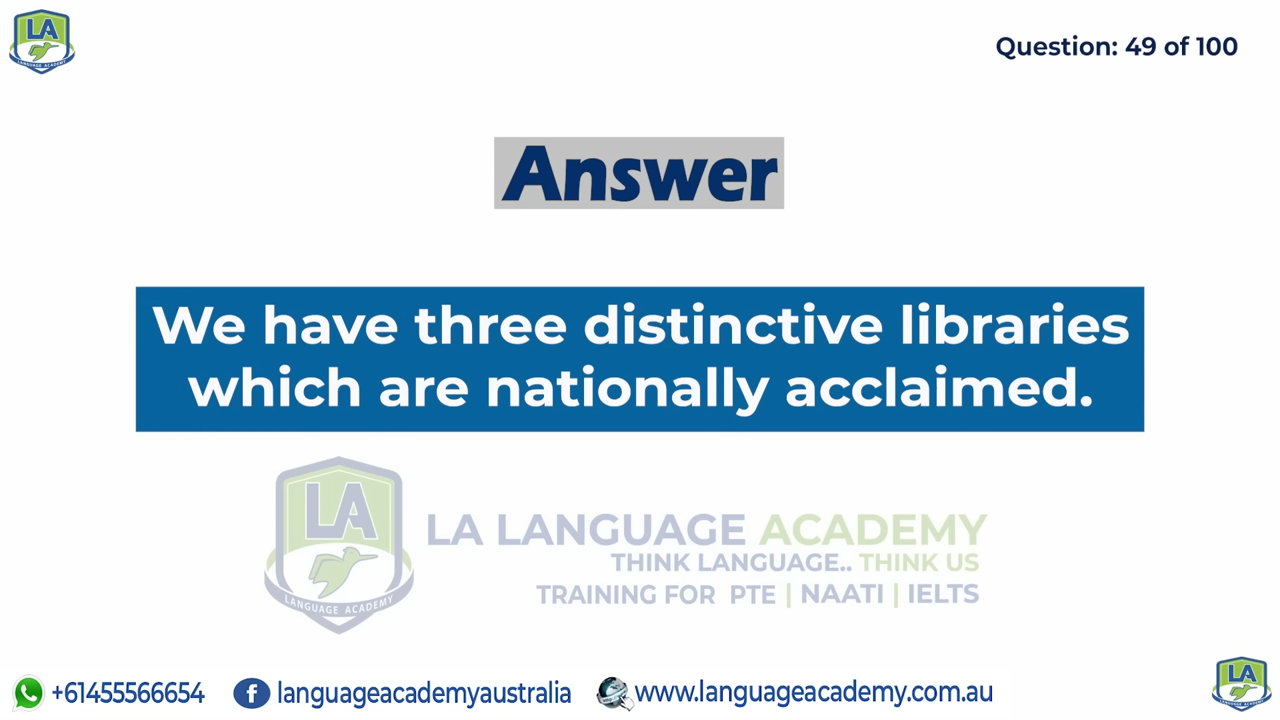 LA
LANGUAGE ACADEMY
Question: 49 of 100
Answer
We have three distinctive libraries
which are nationally acclaimed.
LA
LANGUAGE ACADEMY
LA LANGUAGE ACADEMY
THINK LANGUAGE.. THINK US
TRAINING FOR PTE | NAATI | IELTS
+61455566654 languageacademyaustralia www.languageacademy.com.au
LA
LANGUAGE ACADEMY